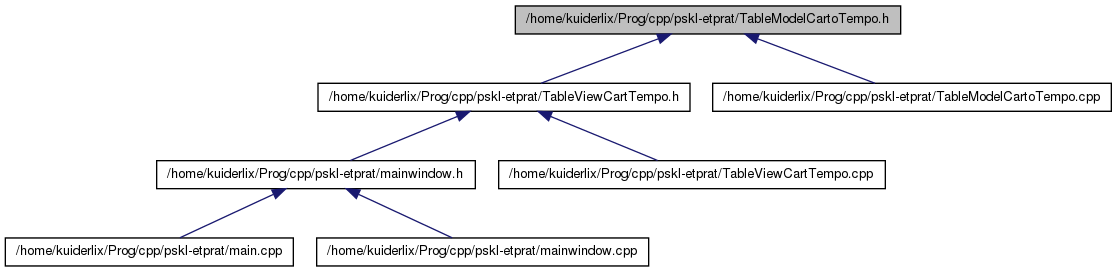 /home/kuiderlix/Prog/cpp/pskl-etprat/TableModelCartoTempo.h
/home/kuiderlix/Prog/cpp/pskl-etprat/TableViewCartTempo.h
/home/kuiderlix/Prog/cpp/pskl-etprat/TableModelCartoTempo.cpp
/home/kuiderlix/Prog/cpp/pskl-etprat/mainwindow.h
/home/kuiderlix/Prog/cpp/pskl-etprat/TableViewCartTempo.cpp
/home/kuiderlix/Prog/cpp/pskl-etprat/main.cpp
/home/kuiderlix/Prog/cpp/pskl-etprat/mainwindow.cpp